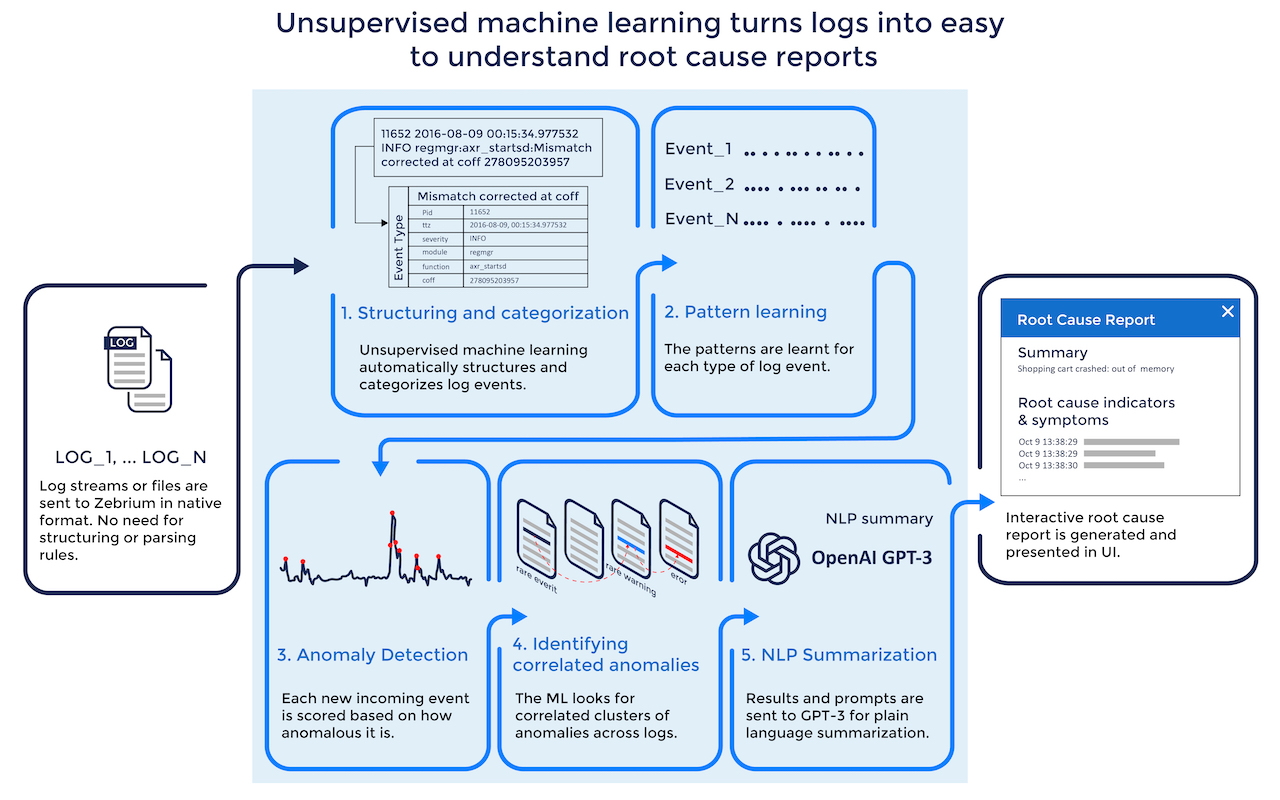 Unsupervised machine learning turns logs into easy
to understand root cause reports
LOG
LOG_1, ... LOG_N
Log streams or files are
sent to Zebrium in native
format. No need for
structuring or parsing
rules.
11652 2016-08-09 00:15:34.977532
INFO regmgr:axr_startsd:Mismatch
corrected at coff 278095203957
Event Type
Mismatch corrected at coff
Pid 11652
ttz 2016-08-09, 00:15:34.977532
severity INFO
module regmgr
function axr_startsd
coff 278095203957
1. Structuring and categorization
Unsupervised machine learning
automatically structures and
categorizes log events.
Event_1
Event_2
Event_N
2. Pattern learning
The patterns are learnt for
each type of log event.
3. Anomaly Detection
Each new incoming event
is scored based on how
anomalous it is.
rare everit
rare warning
eror
4. Identifying
correlated anomalies
The ML looks for
correlated clusters of
anomalies across logs.
NLP summary
OpenAI GPT-3
5. NLP Summarization
Results and prompts are
sent to GPT-3 for plain
language summarization.
Root Cause Report
Summary
Shopping cart crashed: out of memory
Root cause indicators
& symptoms
Oct 9 13:38:29
Oct 9 13:38:29
Oct 9 13:38:30
...
Interactive root cause
report is generated and
presented in UI.